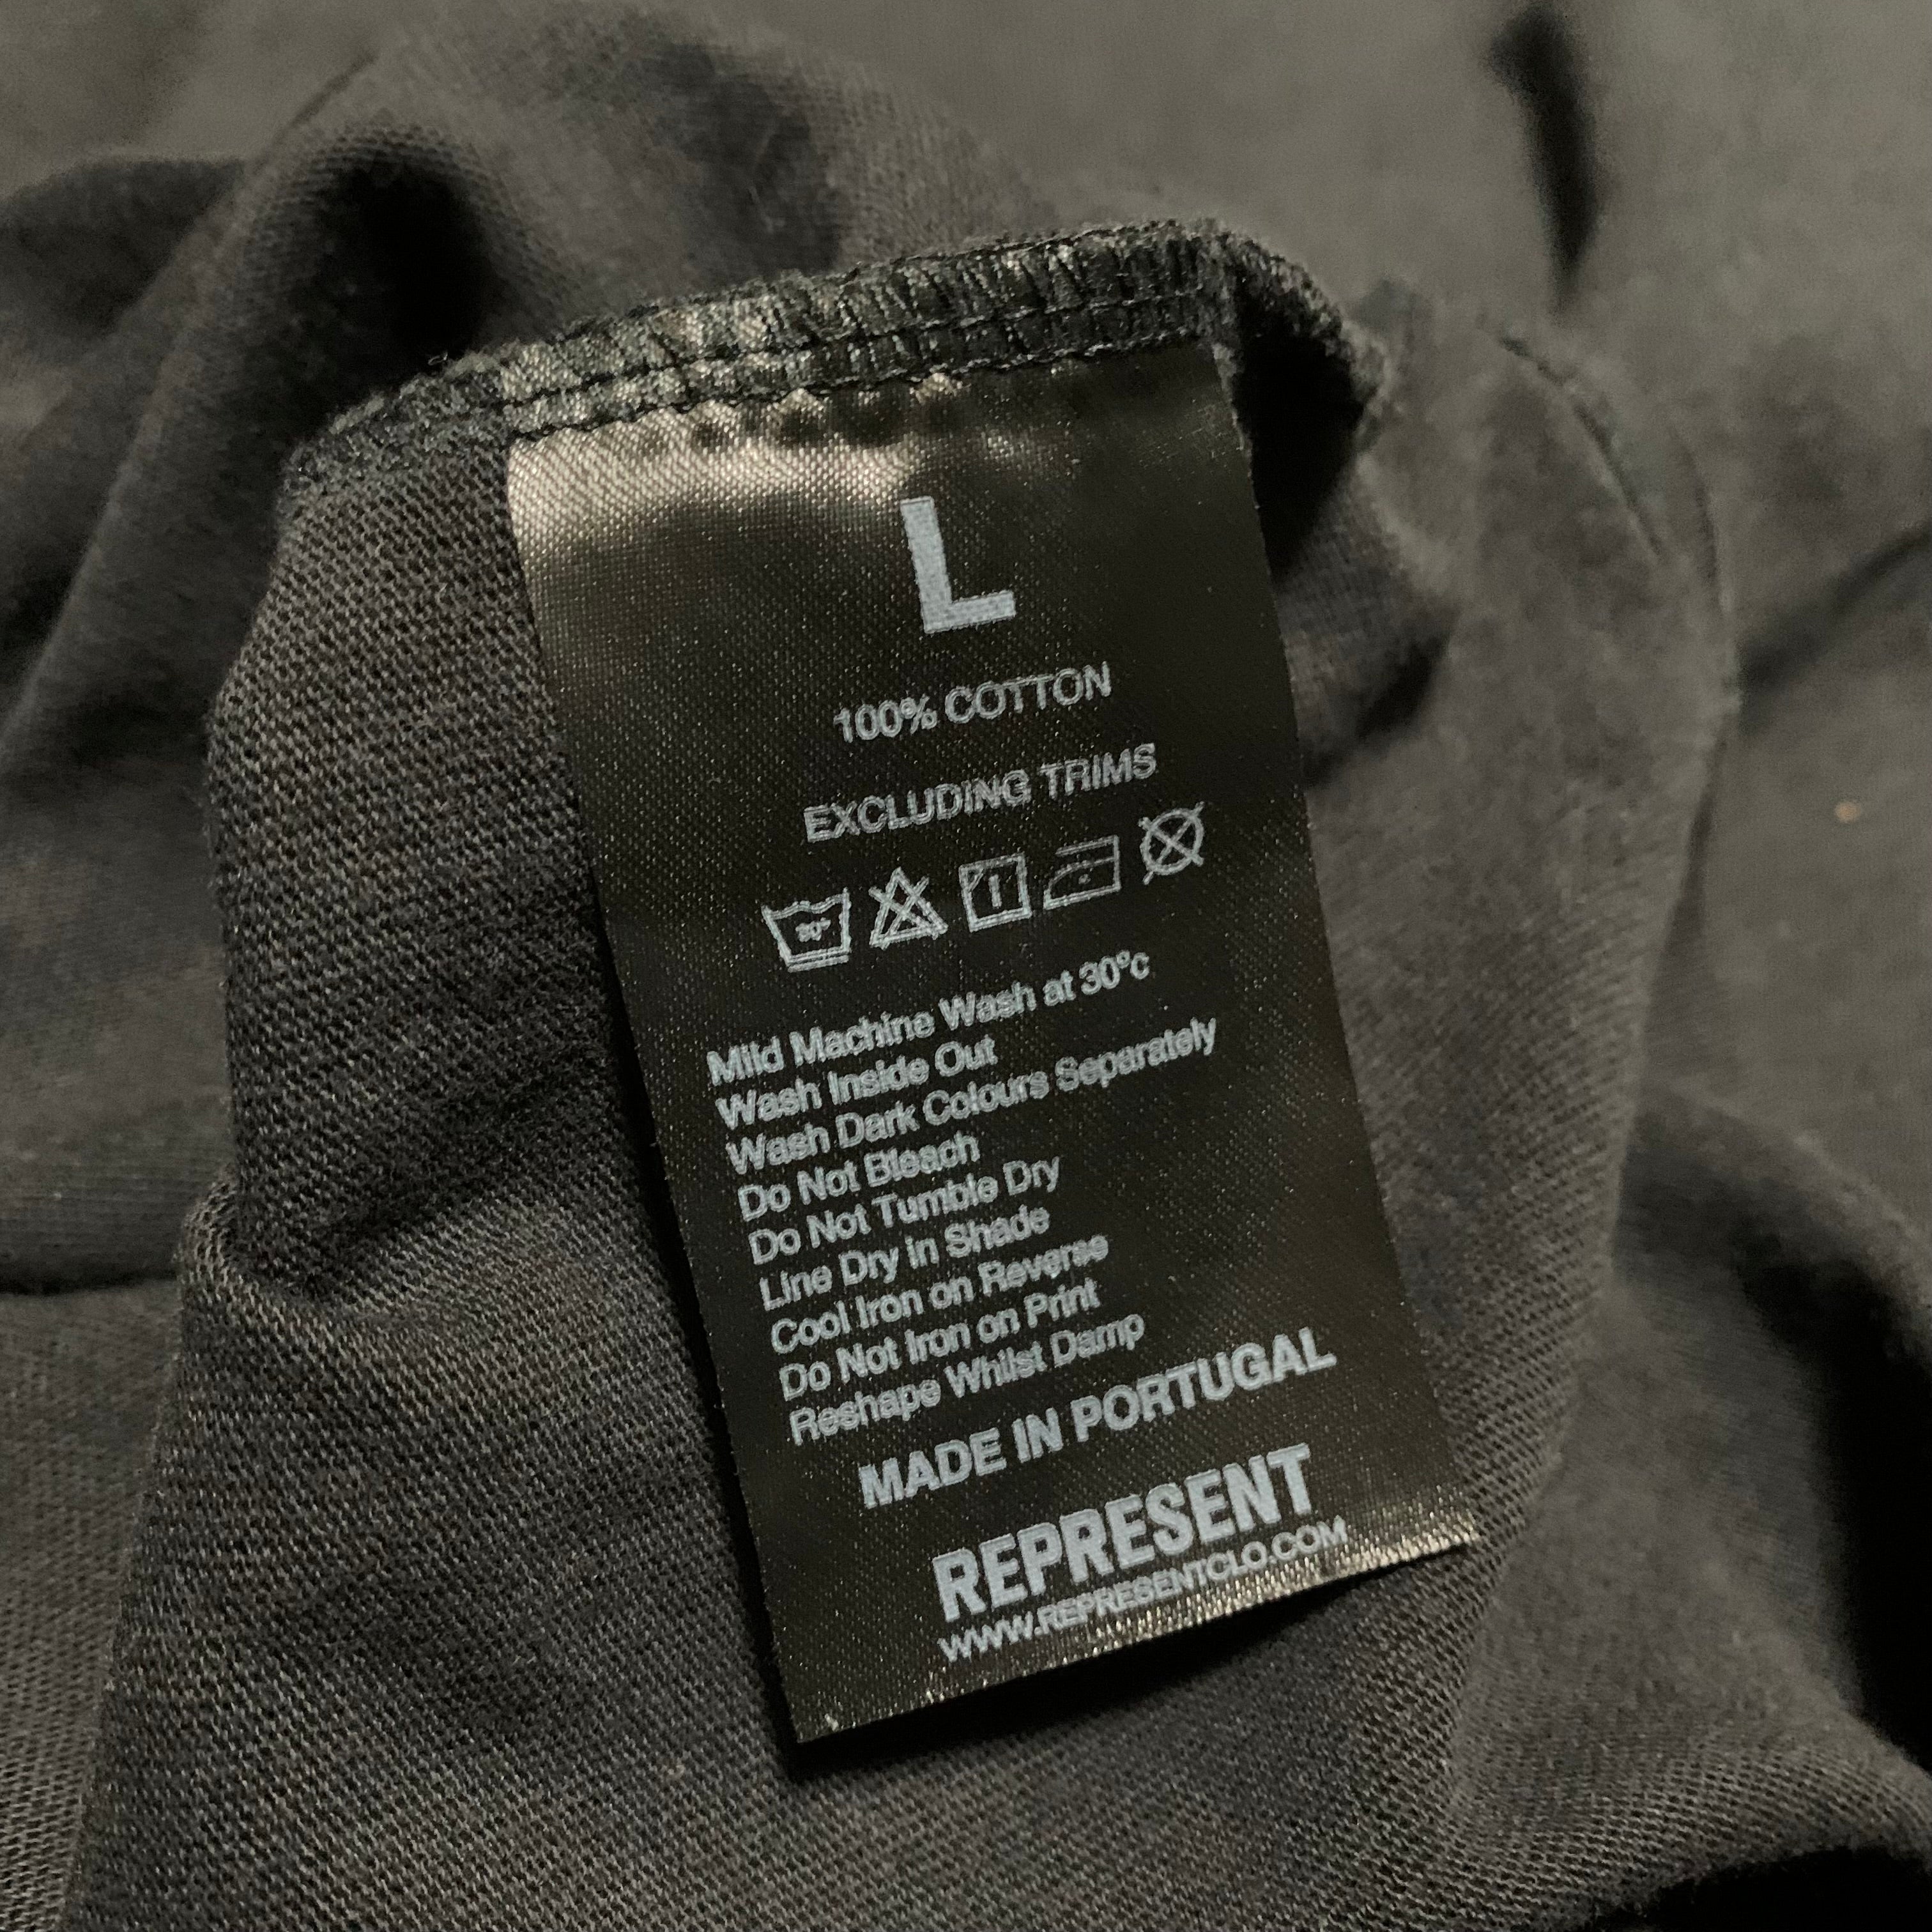 L
100% COTTON
EXCLUDING TRIMS
30°
Mild Machine Wash at 30°c
Wash Inside Out
Wash Dark Colours Separately
Do Not Bleach
Do Not Tumble Dry
Line Dry in Shade
Cool Iron on Reverse
Do Not Iron on Print
Reshape Whilst Damp
MADE IN PORTUGAL
REPRESENT
WWW.REPRESENTCLO.COM